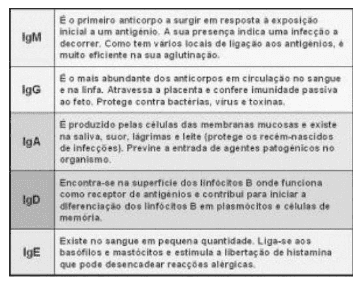 IgM
É o primeiro anticorpo a surgir em resposta à exposição
inicial a um antigénio. A sua presença indica uma infecção a
decorrer. Como tem vários locais de ligação aos antigénios, é
muito eficiente na sua aglutinação.
IgG
É o mais abundante dos anticorpos em circulação no sangue
e na linfa. Atravessa a placenta e confere imunidade passiva
ao feto. Protege contra bactérias, vírus e toxinas.
IgA
É produzido pelas células das membranas mucosas e existe
na saliva, suor, lágrimas e leite (protege os recém-nascidos
de infecções). Previne a entrada de agentes patogénicos no
organismo.
IgD
Encontra-se na superfície dos linfócitos B onde funciona
como receptor de antigénios e contribui para iniciar a
diferenciação dos linfócitos B em plasmócitos e células de
memória.
IgE
Existe no sangue em pequena quantidade. Liga-se aos
basófilos e mastócitos e estimula a libertação de histamina
que pode desencadear reacções alérgicas.